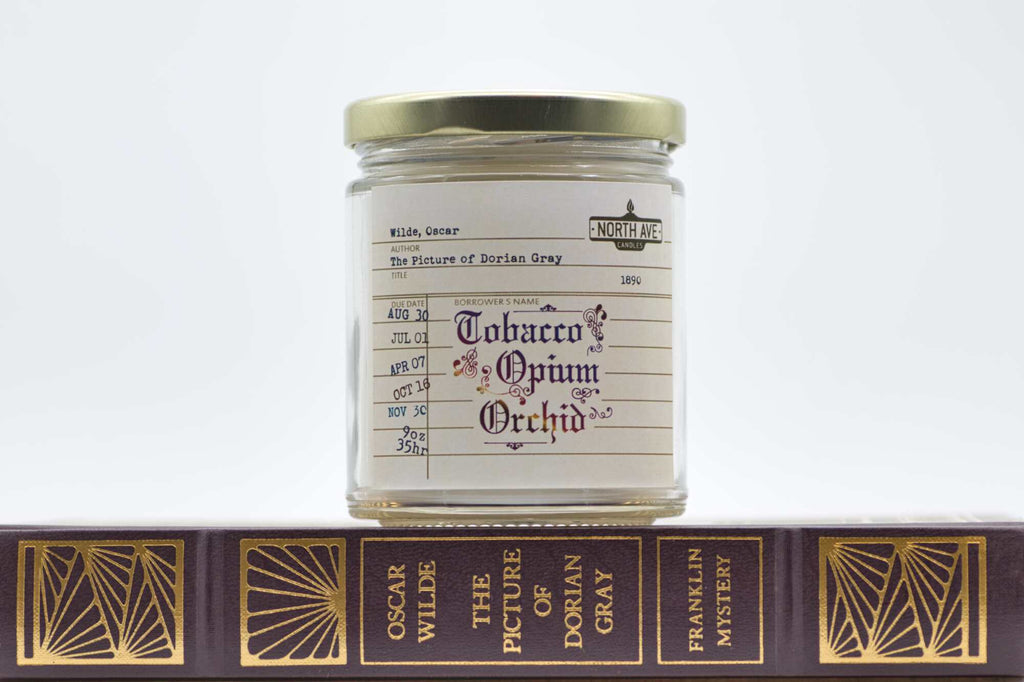 Wilde, Oscar
AUTHOR
·NORTH AVE·
CANDLES
The Picture of Dorian Gray
TITLE
1890
DUE DATE
BORROWER'S NAME
AUG 30
JUL 01
APR 07
OCT 16
NOV 30
9oz
35hr
Tobacco
Opium
Orchid
OSCAR
WILDE
THE
PICTURE
OF
DORIAN
GRAY
FRANKLIN
MYSTERY